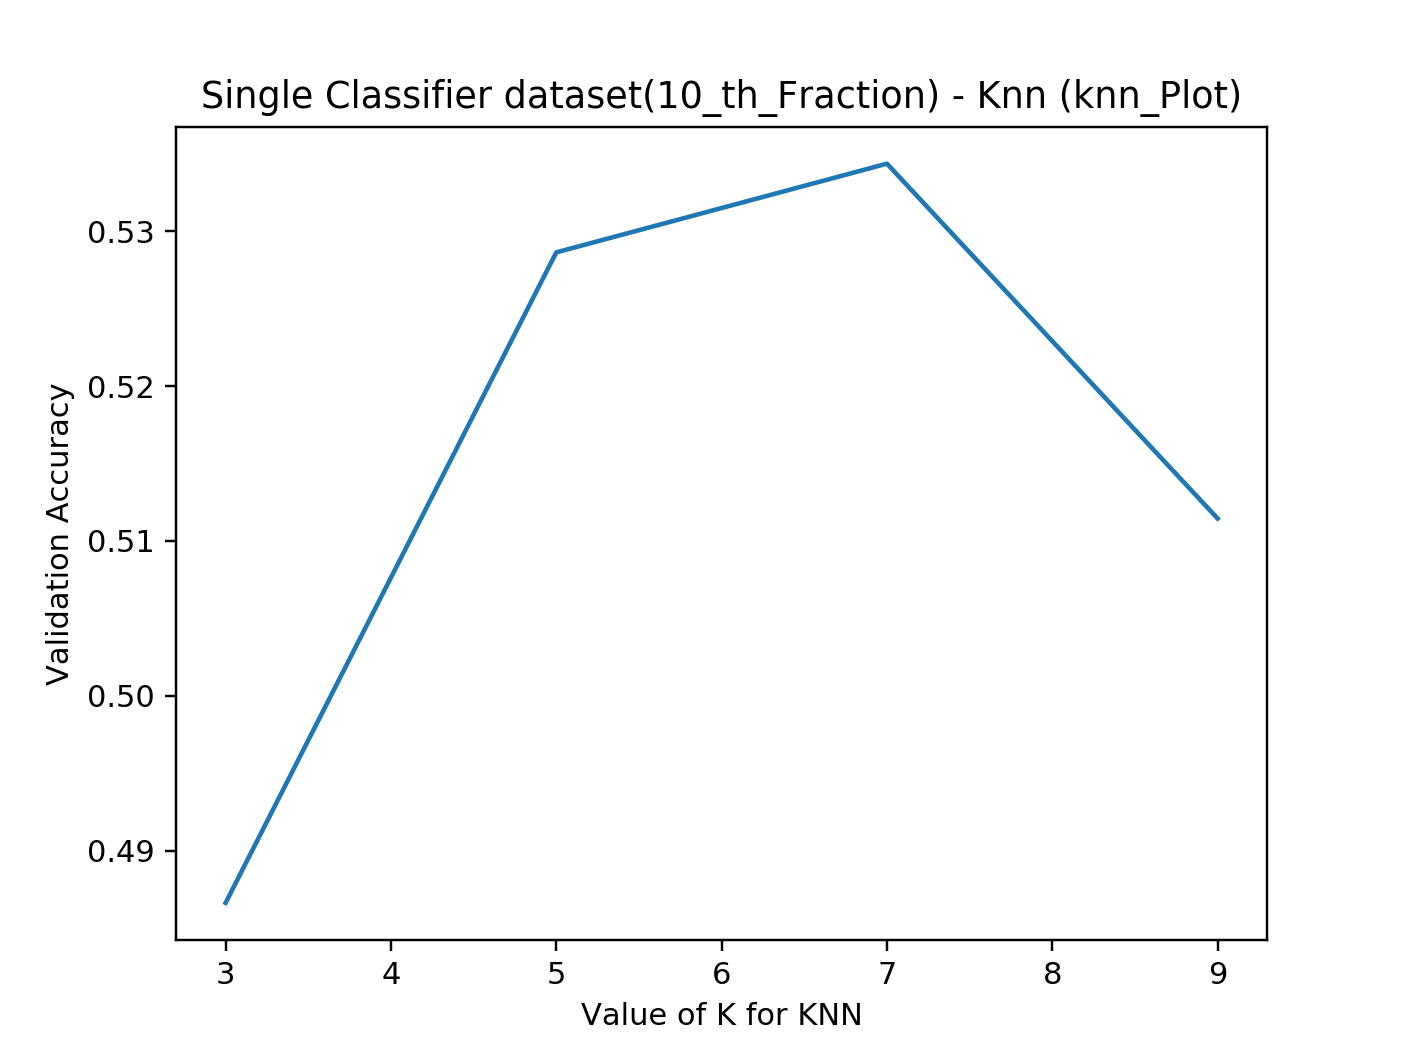 Single Classifier dataset(10_th_Fraction) - Knn (knn_Plot)
0.53
0.52
0.51
0.50
0.49
Validation Accuracy
3 4 5 6 7 8 9
Value of K for KNN